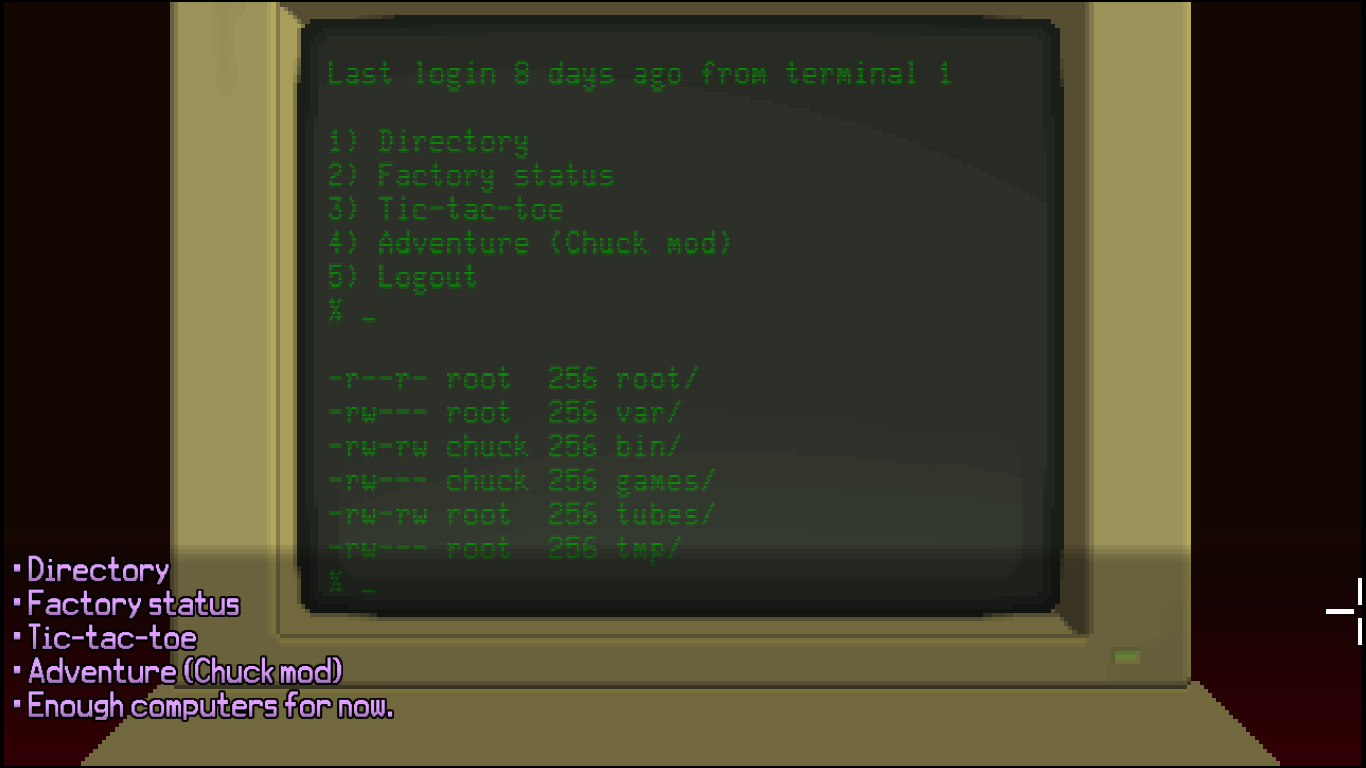 Last login 8 days ago from terminal 1
1) Directory
2) Factory status
3) Tic-tac-toe
4) Adventure (Chuck mod)
5) Logout
% _
-r--r- root 256 root/
-rw--- root 256 var/
-rw-rw chuck 256 bin/
-rw--- chuck 256 games/
-rw-rw root 256 tubes/
-rw--- root 256 tmp/
% _
• Directory
• Factory status
• Tic-tac-toe
• Adventure (Chuck mod)
• Enough computers for now.